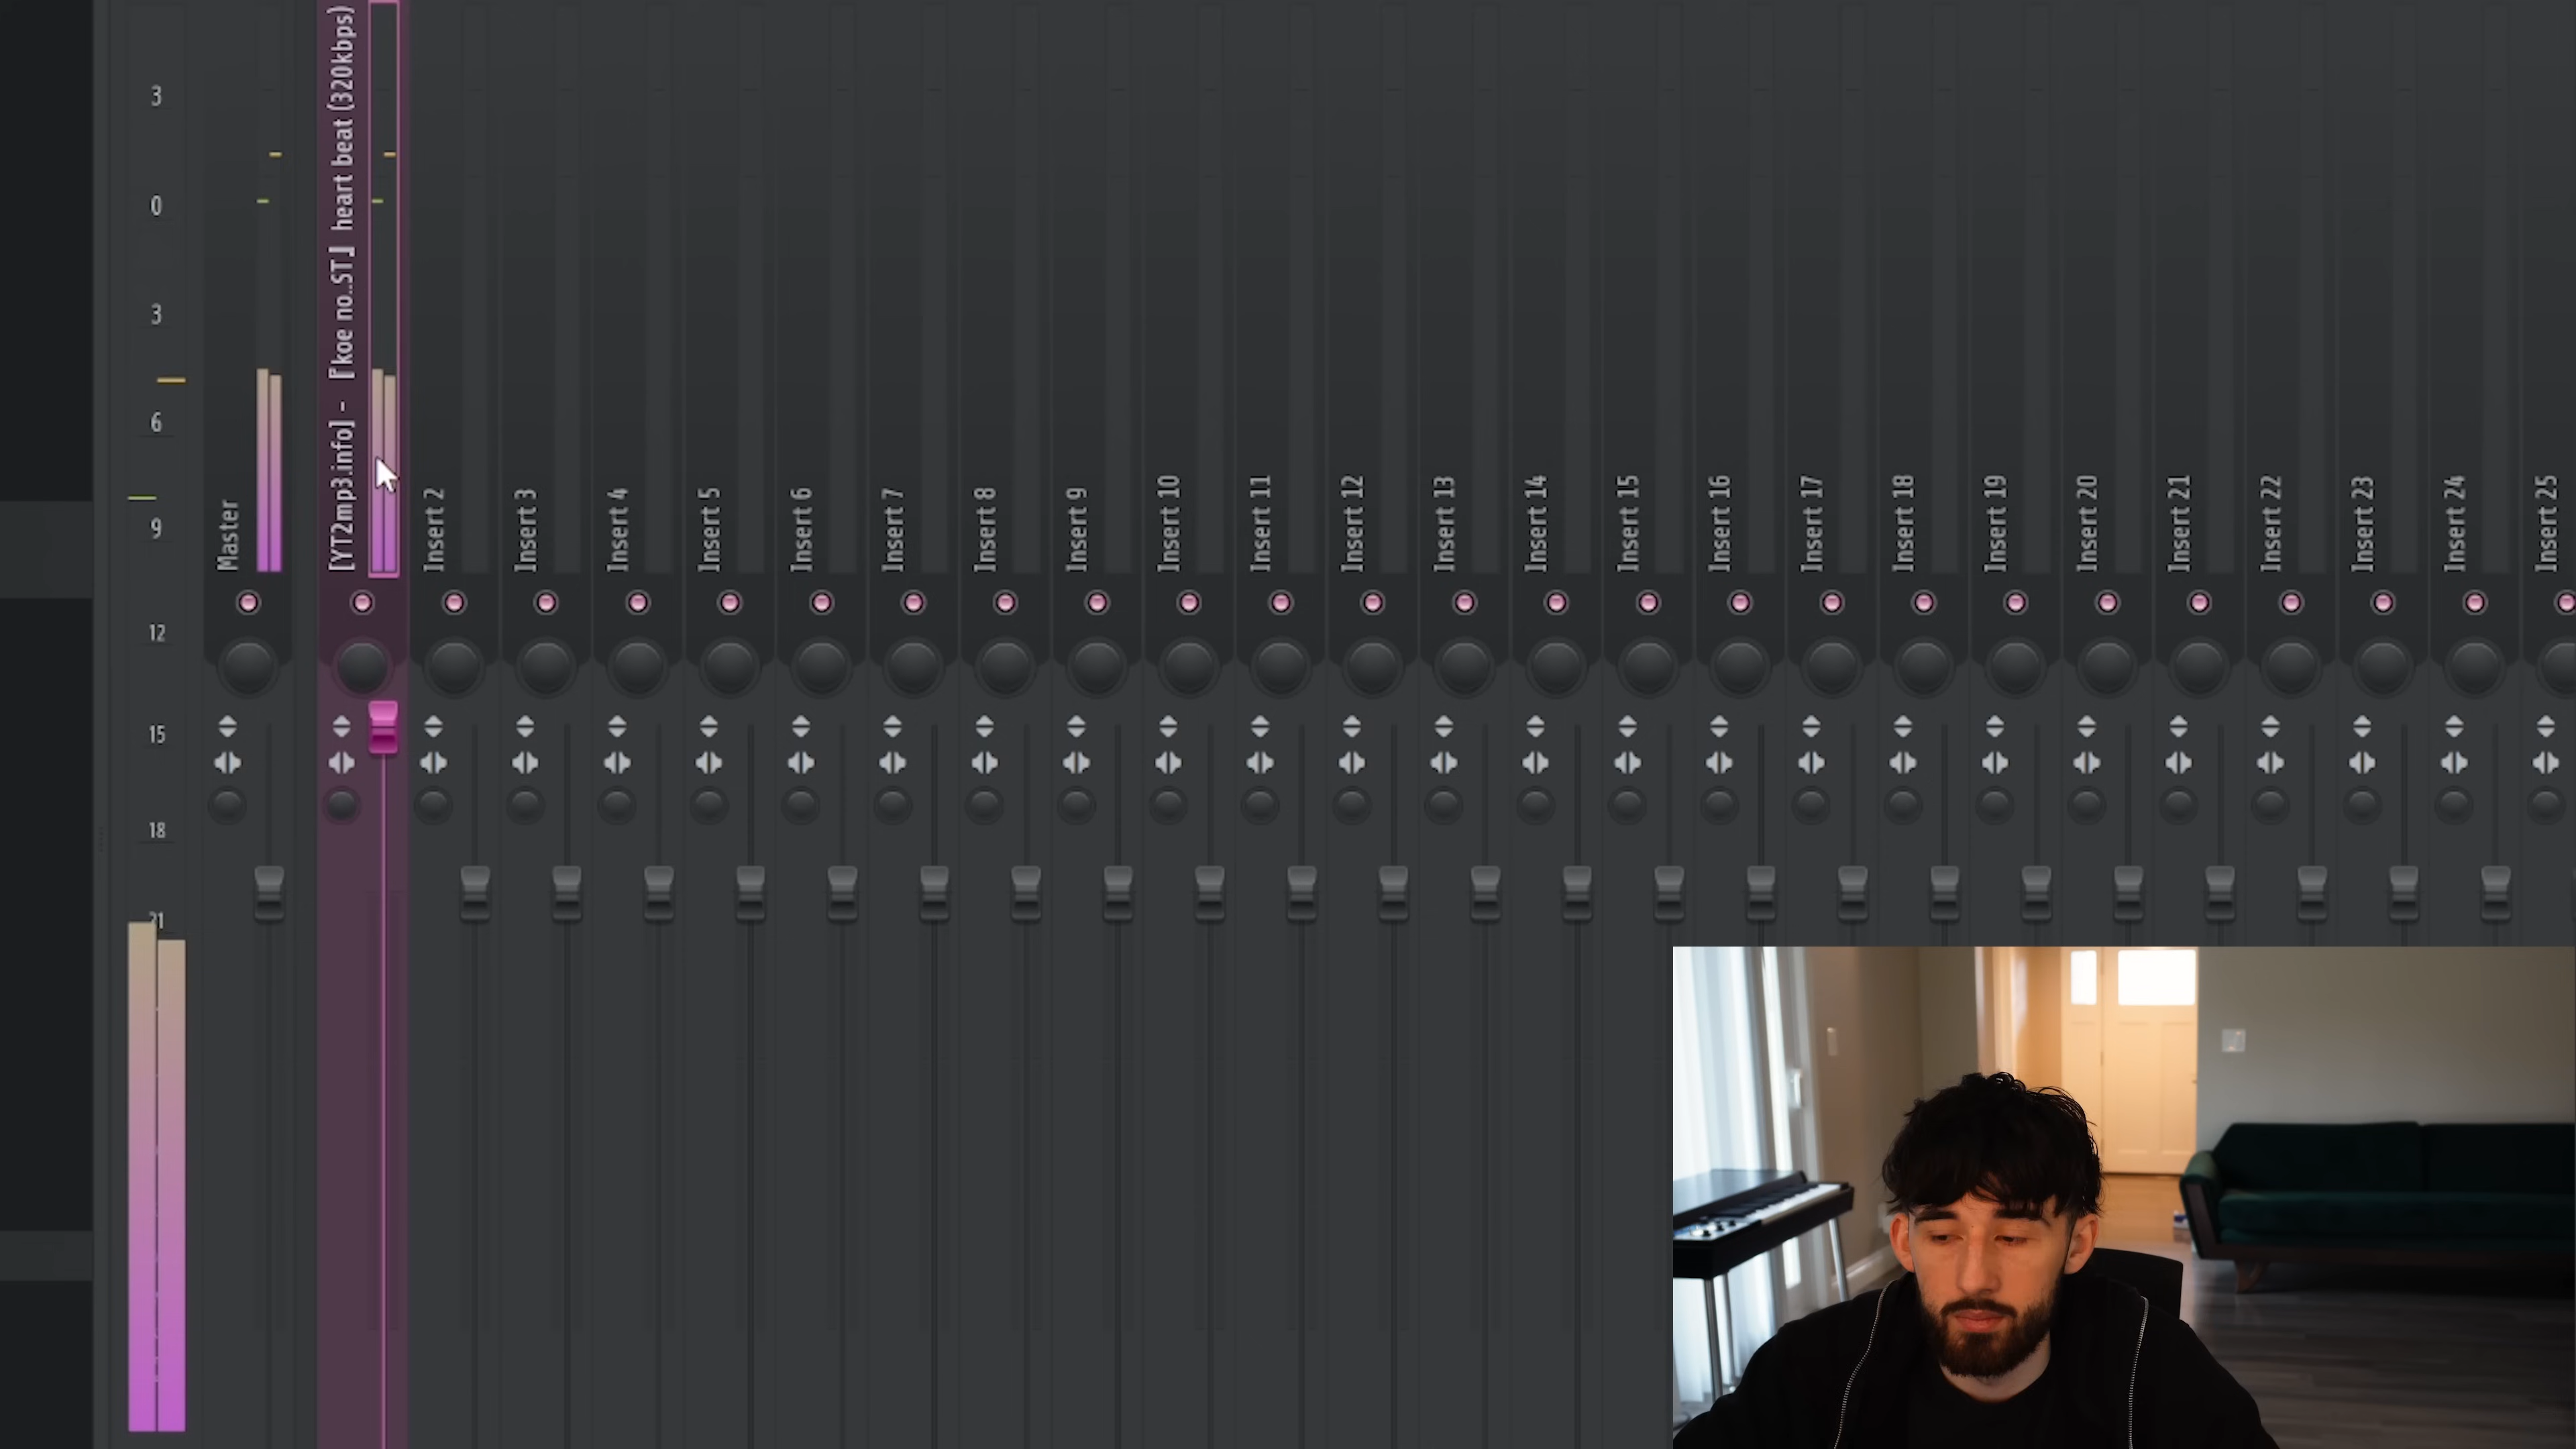 3
0
3
6
9
12
15
18
21
Master
[YT2mp3.info] - 『koe no..ST』 heart beat (320kbps)
Insert 2
Insert 3
Insert 4
Insert 5
Insert 6
Insert 7
Insert 8
Insert 9
Insert 10
Insert 11
Insert 12
Insert 13
Insert 14
Insert 15
Insert 16
Insert 17
Insert 18
Insert 19
Insert 20
Insert 21
Insert 22
Insert 23
Insert 24
Insert 25